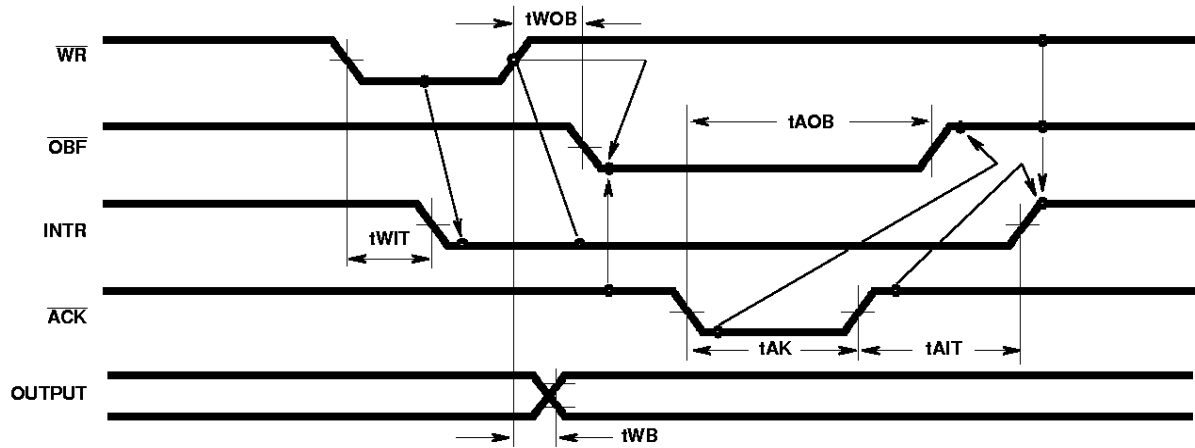 tWOB
WR
tAOB
OBF
INTR
tWIT
ACK
tAK
tAIT
OUTPUT
tWB